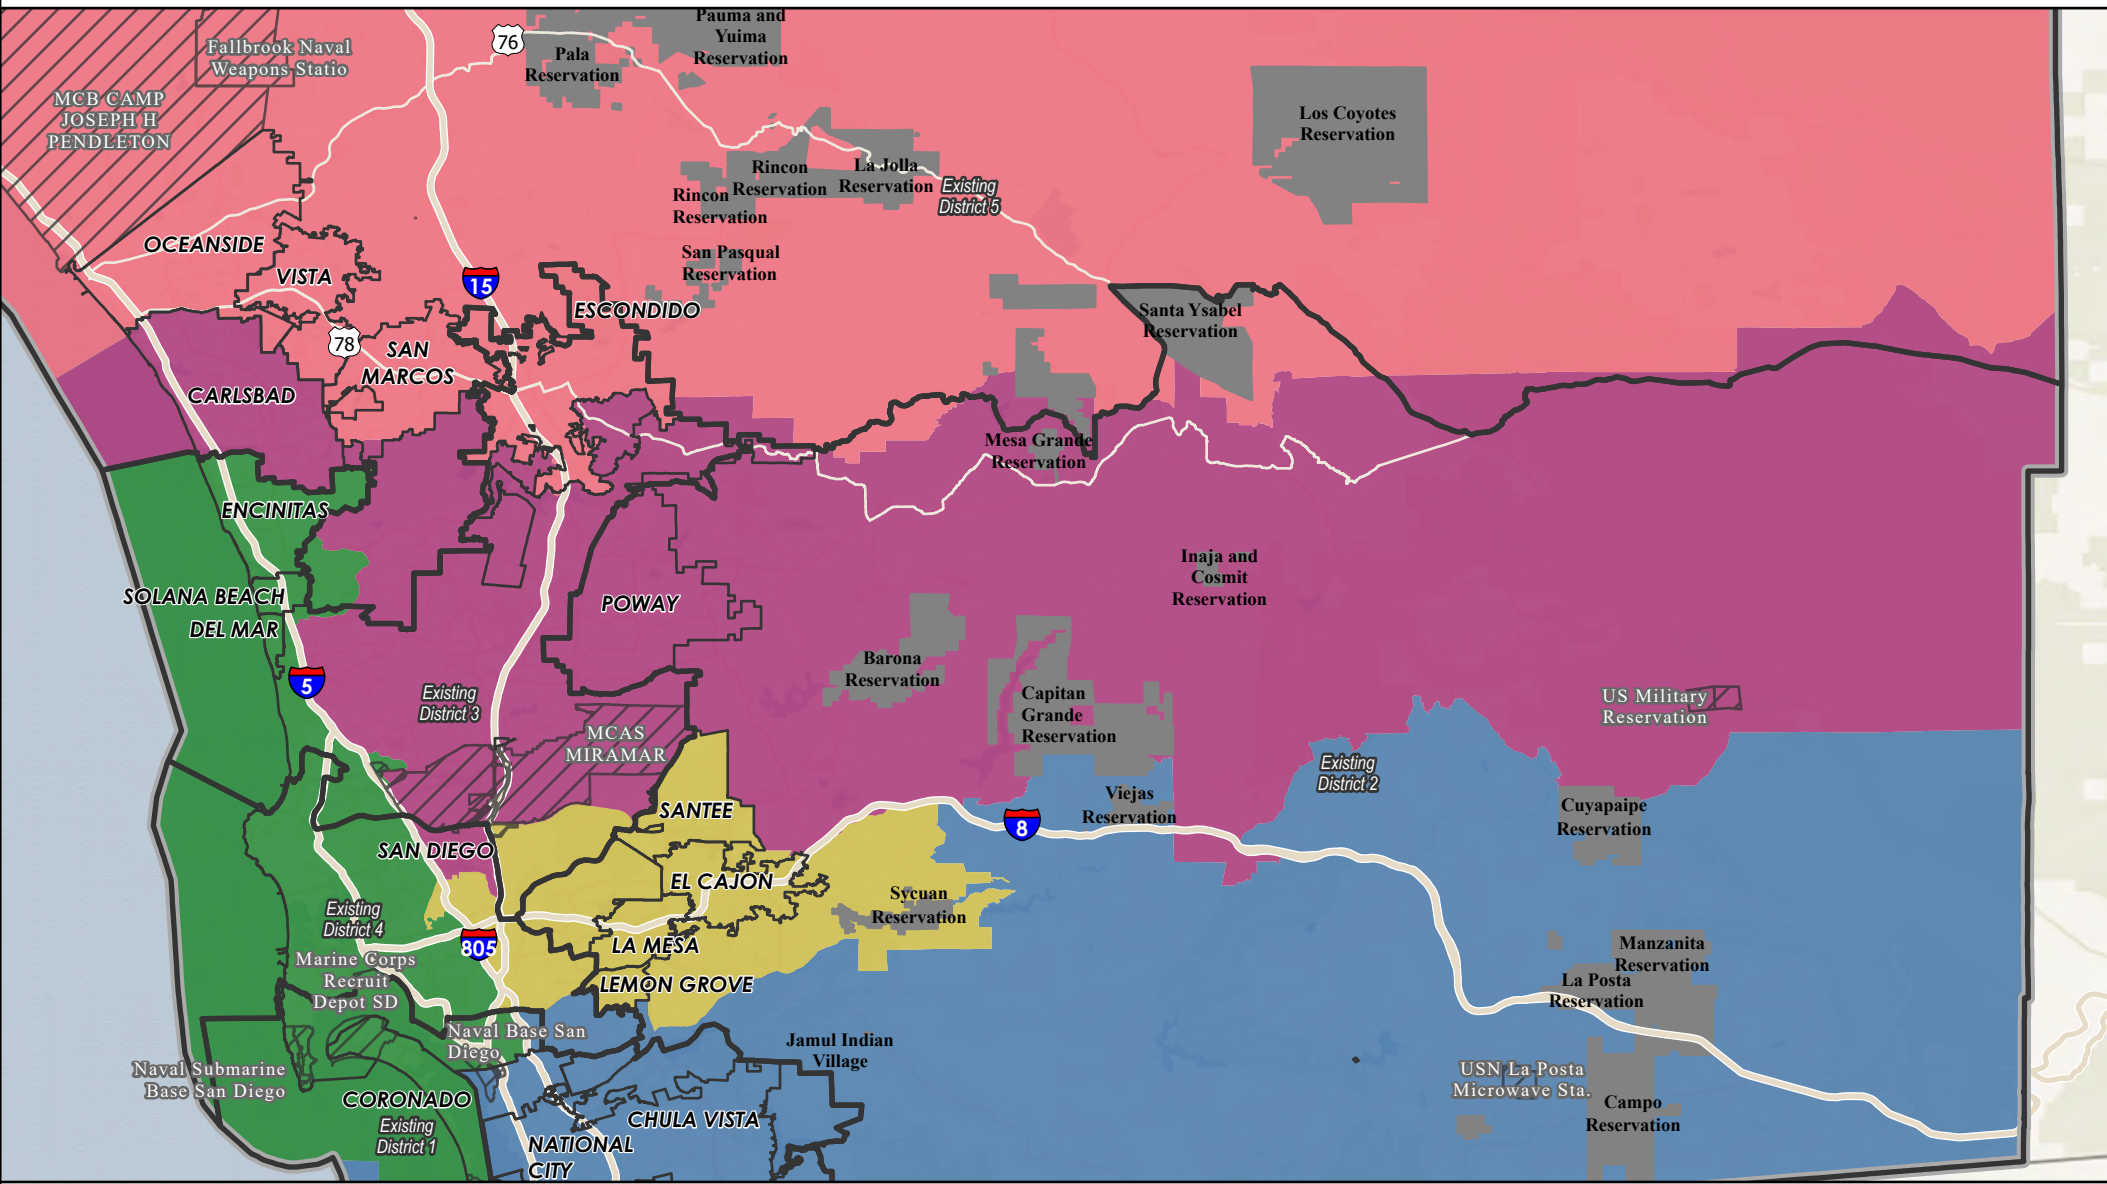 Pauma and
Yuima
Reservation
76
Pala
Reservation
Fallbrook Naval
Weapons Statio
MCB CAMP
JOSEPH H
PENDLETON
Los Coyotes
Reservation
Rincon
Reservation
La Jolla
Reservation
Rincon
Reservation
Existing
District 5
OCEANSIDE
VISTA
San Pasqual
Reservation
15
ESCONDIDO
Santa Ysabel
Reservation
78
SAN
MARCOS
CARLSBAD
Mesa Grande
Reservation
ENCINITAS
Inaja and
Cosmit
Reservation
SOLANA BEACH
DEL MAR
POWAY
Barona
Reservation
5
Existing
District 3
Capitan
Grande
Reservation
US Military
Reservation
MCAS
MIRAMAR
Existing
District 2
Viejas
Reservation
Cuyapaipe
Reservation
SANTEE
8
SAN DIEGO
EL CAJON
Sycuan
Reservation
Existing
District 4
805
LA MESA
Manzanita
Reservation
Marine Corps
Recruit
Depot SD
LEMON GROVE
La Posta
Reservation
Naval Base San
Diego
Jamul Indian
Village
Naval Submarine
Base San Diego
USN La Posta
Microwave Sta.
CORONADO
Existing
District 1
CHULA VISTA
Campo
Reservation
NATIONAL
CITY